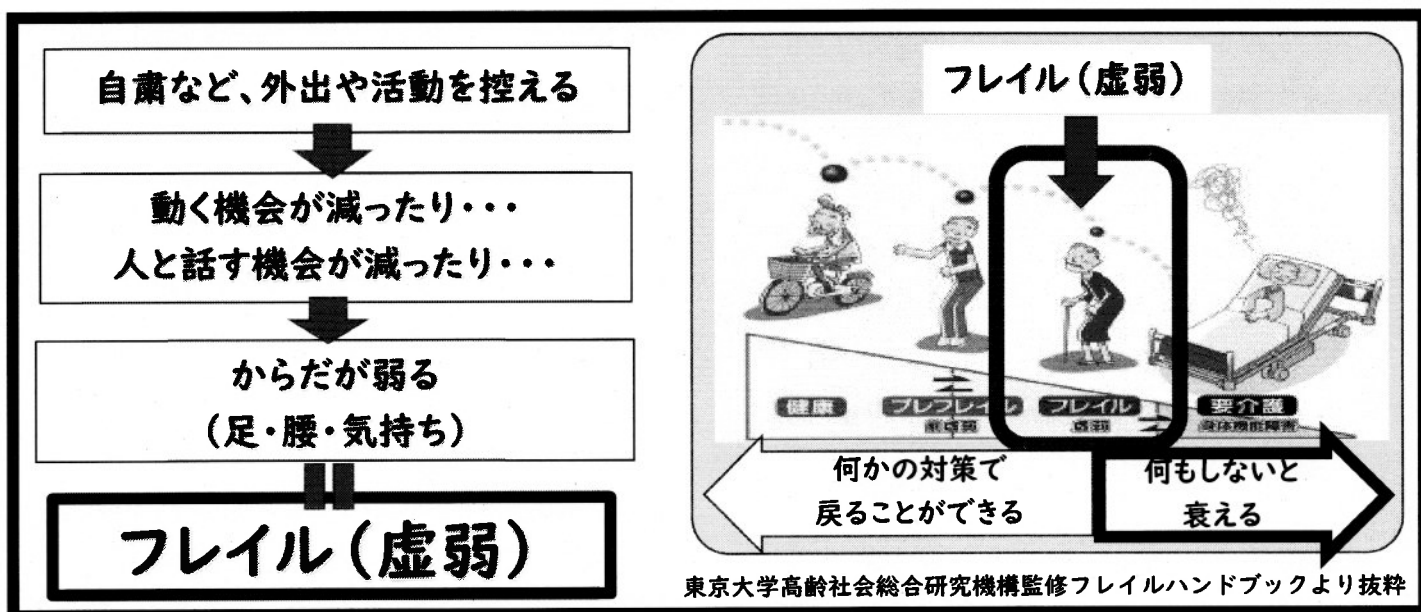 自粛など、外出や活動を控える
動く機会が減ったり・・・
人と話す機会が減ったり・・・
からだが弱る
(足・腰・気持ち)
フレイル(虚弱)
フレイル(虚弱)
健康
プレフレイル
前虚弱
フレイル
虚弱
要介護
身体機能障害
何かの対策で
戻ることができる
何もしないと
衰える
東京大学高齢社会総合研究機構監修フレイルハンドブックより抜粋